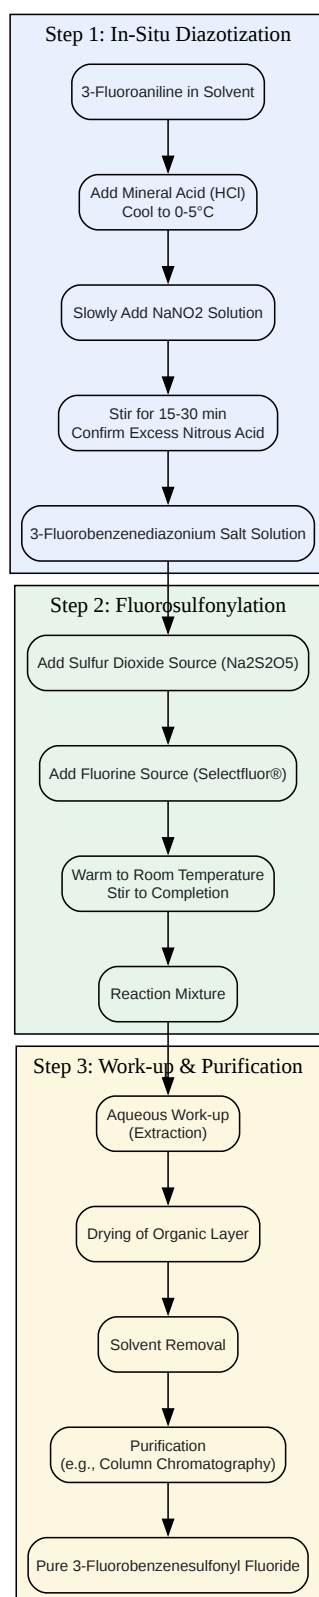 Step 1: In-Situ Diazotization
3-Fluoroaniline in Solvent
Add Mineral Acid (HCl)
Cool to 0-5°C
Slowly Add NaNO2 Solution
Stir for 15-30 min
Confirm Excess Nitrous Acid
3-Fluorobenzenediazonium Salt Solution
Step 2: Fluorosulfonylation
Add Sulfur Dioxide Source (Na2S2O5)
Add Fluorine Source (Selectfluor®)
Warm to Room Temperature
Stir to Completion
Reaction Mixture
Step 3: Work-up & Purification
Aqueous Work-up
(Extraction)
Drying of Organic Layer
Solvent Removal
Purification
(e.g., Column Chromatography)
Pure 3-Fluorobenzenesulfonyl Fluoride